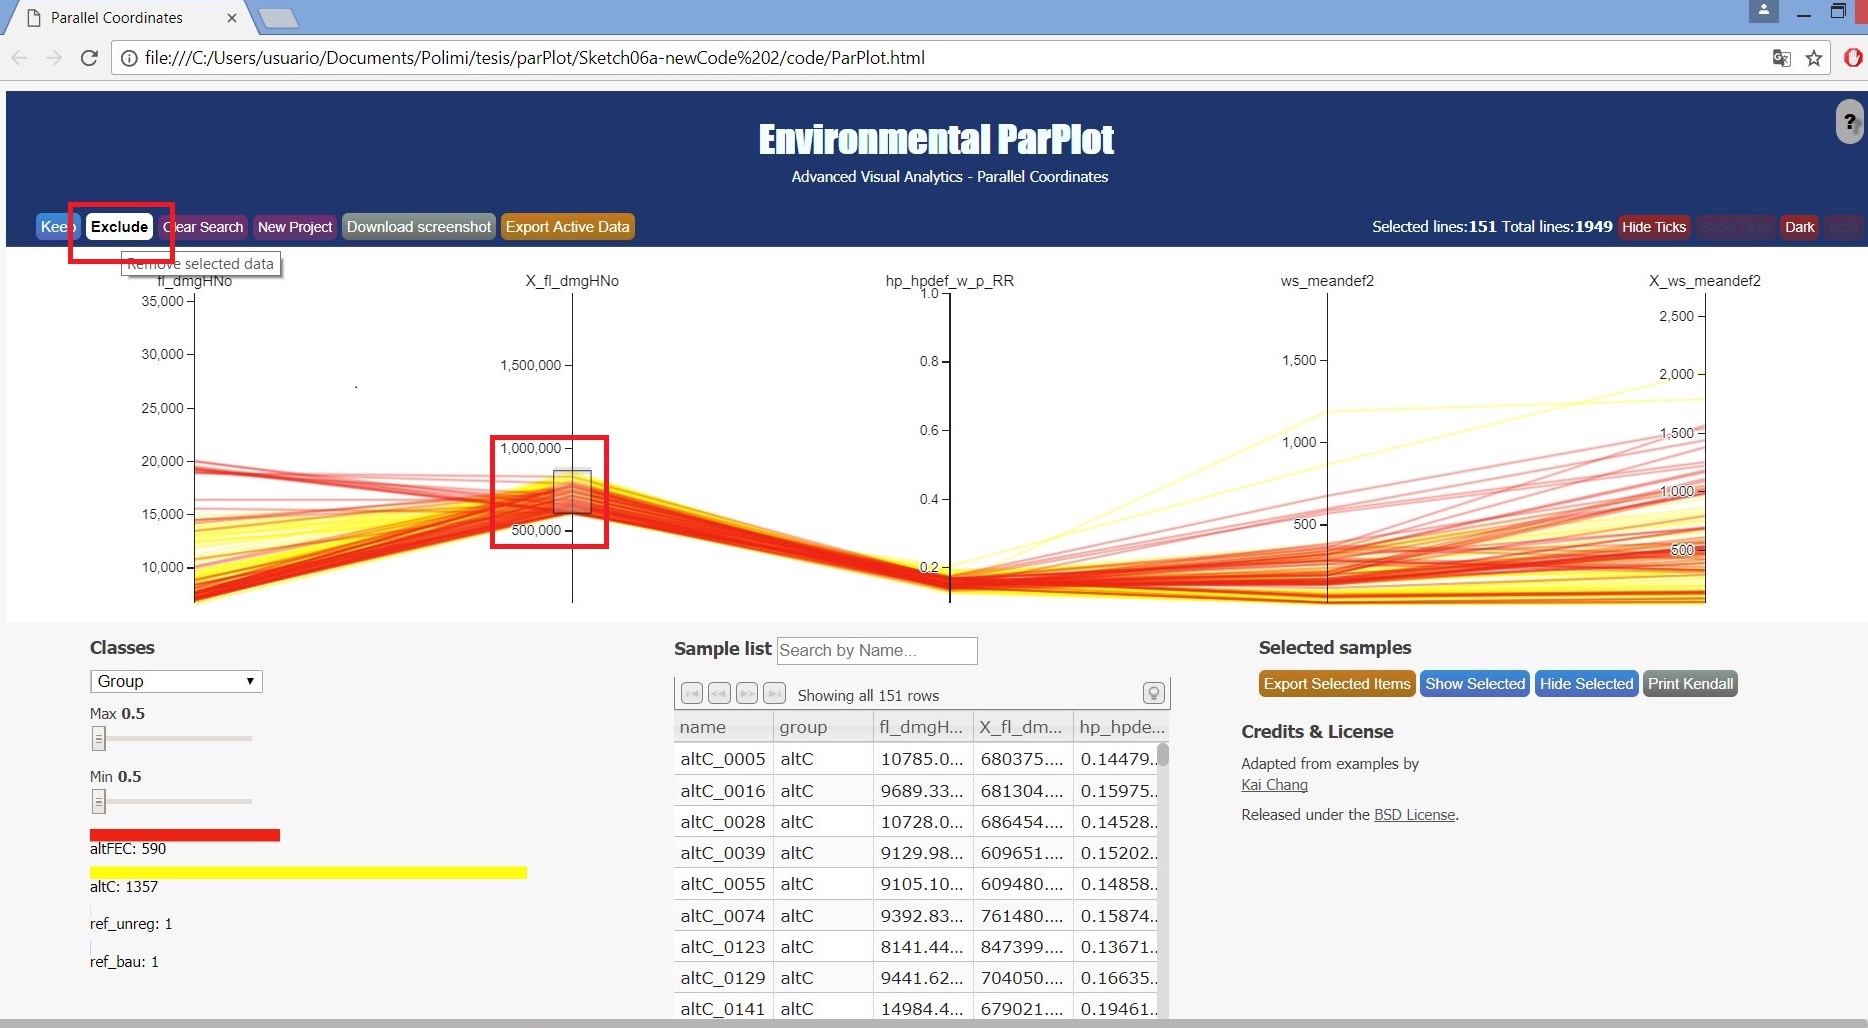 Parallel Coordinates
file:///C:/Users/usuario/Documents/Polimi/tesis/parPlot/Sketch06a-newCode%202/code/ParPlot.html
?
Environmental ParPlot
Advanced Visual Analytics - Parallel Coordinates
Keep Exclude Clear Search New Project Download screenshot Export Active Data Selected lines:151 Total lines:1949 Hide Ticks Show Ticks Dark Light
Remove selected data
fl_dmgHNo X_fl_dmgHNo hp_hpdef_w_p_RR ws_meandef2 X_ws_meandef2
35,000 30,000 25,000 20,000 15,000 10,000
1,500,000 1,000,000 500,000
1.0 0.8 0.6 0.4 0.2
1,500 1,000 500
2,500 2,000 1,500 1,000 500
Classes
Group
Max 0.5
Min 0.5
altFEC: 590
altC: 1357
ref_unreg: 1
ref_bau: 1
Sample list Search by Name...
Showing all 151 rows
name group fl_dmgH... X_fl_dm... hp_hpde...
altC_0005 altC 10785.0... 680375.... 0.14479..
altC_0016 altC 9689.33... 681304.... 0.15975..
altC_0028 altC 10728.0... 686454.... 0.14528..
altC_0039 altC 9129.98... 609651.... 0.15202..
altC_0055 altC 9105.10... 609480.... 0.14858..
altC_0074 altC 9392.83... 761480.... 0.15874..
altC_0123 altC 8141.44... 847399.... 0.13671..
altC_0129 altC 9441.62... 704050.... 0.16635..
altC_0141 altC 14984.4... 679021.... 0.19461..
Selected samples
Export Selected Items Show Selected Hide Selected Print Kendall
Credits & License
Adapted from examples by
Kai Chang
Released under the BSD License.